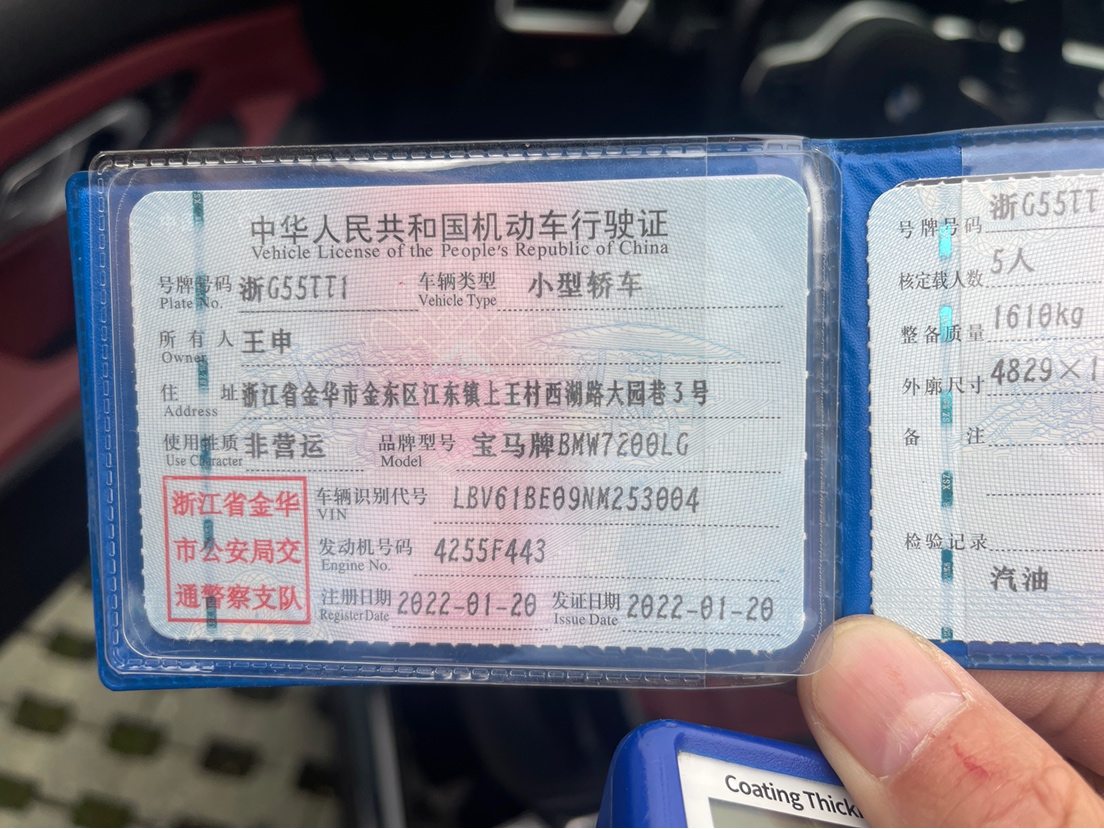 中华人民共和国机动车行驶证
Vehicle License of the People's Republic of China
号牌号码 浙G55TT1 车辆类型 小型轿车
Plate No. Vehicle Type
所有人 王申
Owner
住址 浙江省金华市金东区江东镇上王村西湖路大园巷3号
Address
使用性质 非营运 品牌型号 宝马牌BMW7200LG
Use Character Model
浙江省金华
市公安局交
通警察支队
车辆识别代号 LBV61BE09NM253004
VIN
发动机号码 4255F443
Engine No.
注册日期 2022-01-20 发证日期 2022-01-20
Register Date Issue Date
号牌号码 浙G55TT
核定载人数 5人
整备质量 1610kg
外廓尺寸 4829×1
备注
检验记录
汽油
Coating Thick